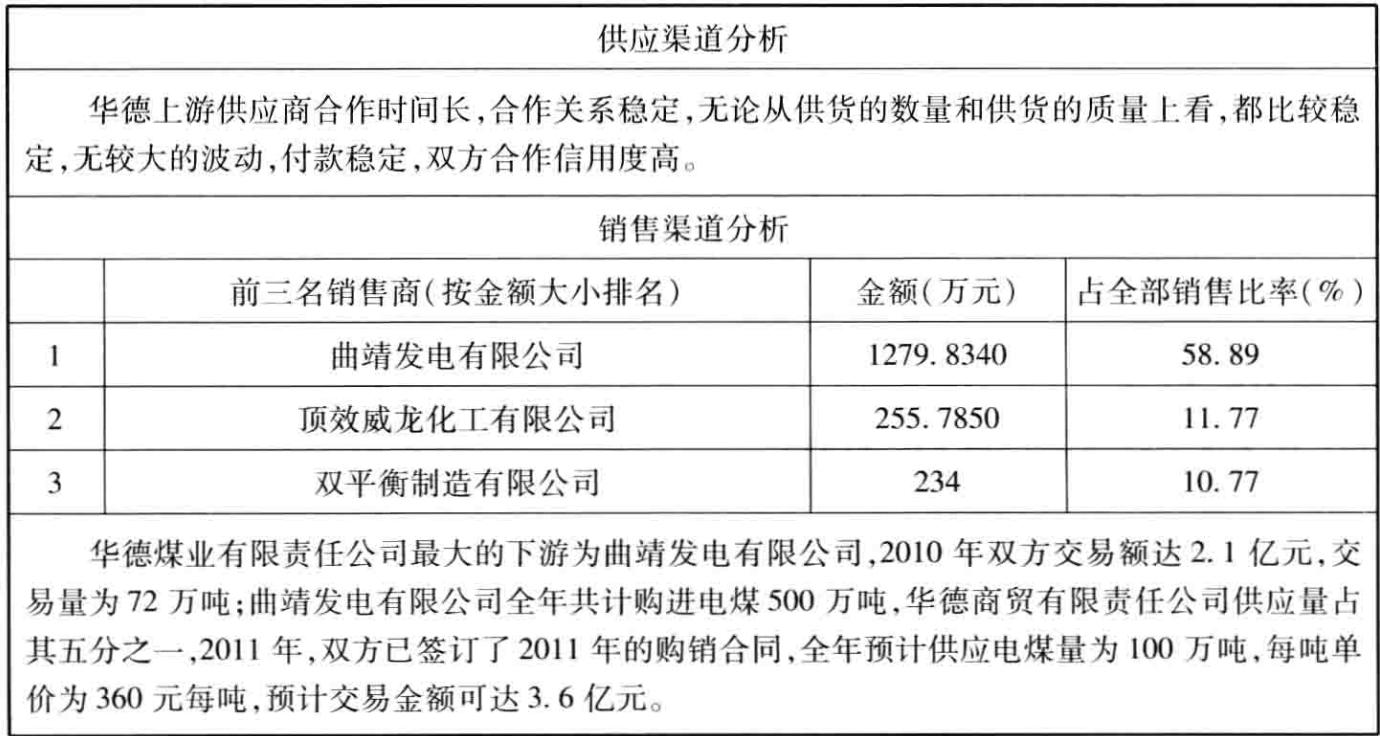 供应渠道分析
华德上游供应商合作时间长,合作关系稳定,无论从供货的数量和供货的质量上看,都比较稳
定,无较大的波动,付款稳定,双方合作信用度高。
销售渠道分析
前三名销售商(按金额大小排名) 金额(万元) 占全部销售比率(%)
1 曲靖发电有限公司 1279.8340 58.89
2 顶效威龙化工有限公司 255.7850 11.77
3 双平衡制造有限公司 234 10.77
华德煤业有限责任公司最大的下游为曲靖发电有限公司,2010 年双方交易额达 2.1 亿元,交
易量为 72 万吨;曲靖发电有限公司全年共计购进电煤 500 万吨,华德商贸有限责任公司供应量占
其五分之一,2011 年,双方已签订了 2011 年的购销合同,全年预计供应电煤量为 100 万吨,每吨单
价为 360 元每吨,预计交易金额可达 3.6 亿元。